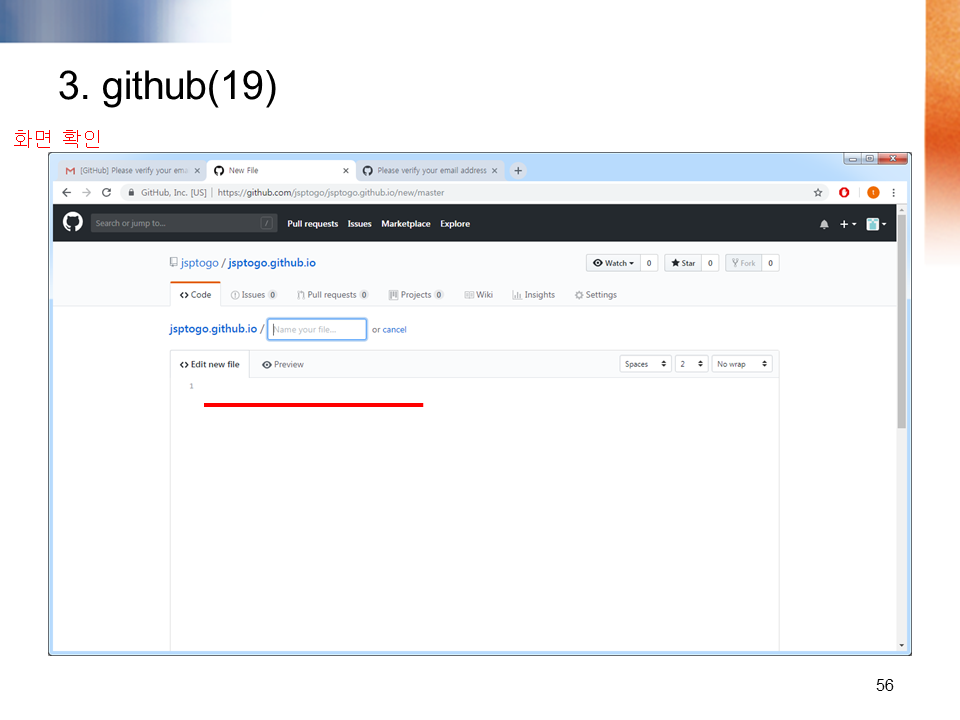 3. github(19)
화면 확인
[GitHub] Please verify your ema
New File
Please verify your email address
GitHub, Inc. [US] | https://github.com/jsptogo/jsptogo.github.io/new/master
Search or jump to... /
Pull requests Issues Marketplace Explore
jsptogo / jsptogo.github.io
Watch 0 Star 0 Fork 0
Code Issues 0 Pull requests 0 Projects 0 Wiki Insights Settings
jsptogo.github.io / Name your file... or cancel
Edit new file Preview Spaces 2 No wrap
1
56